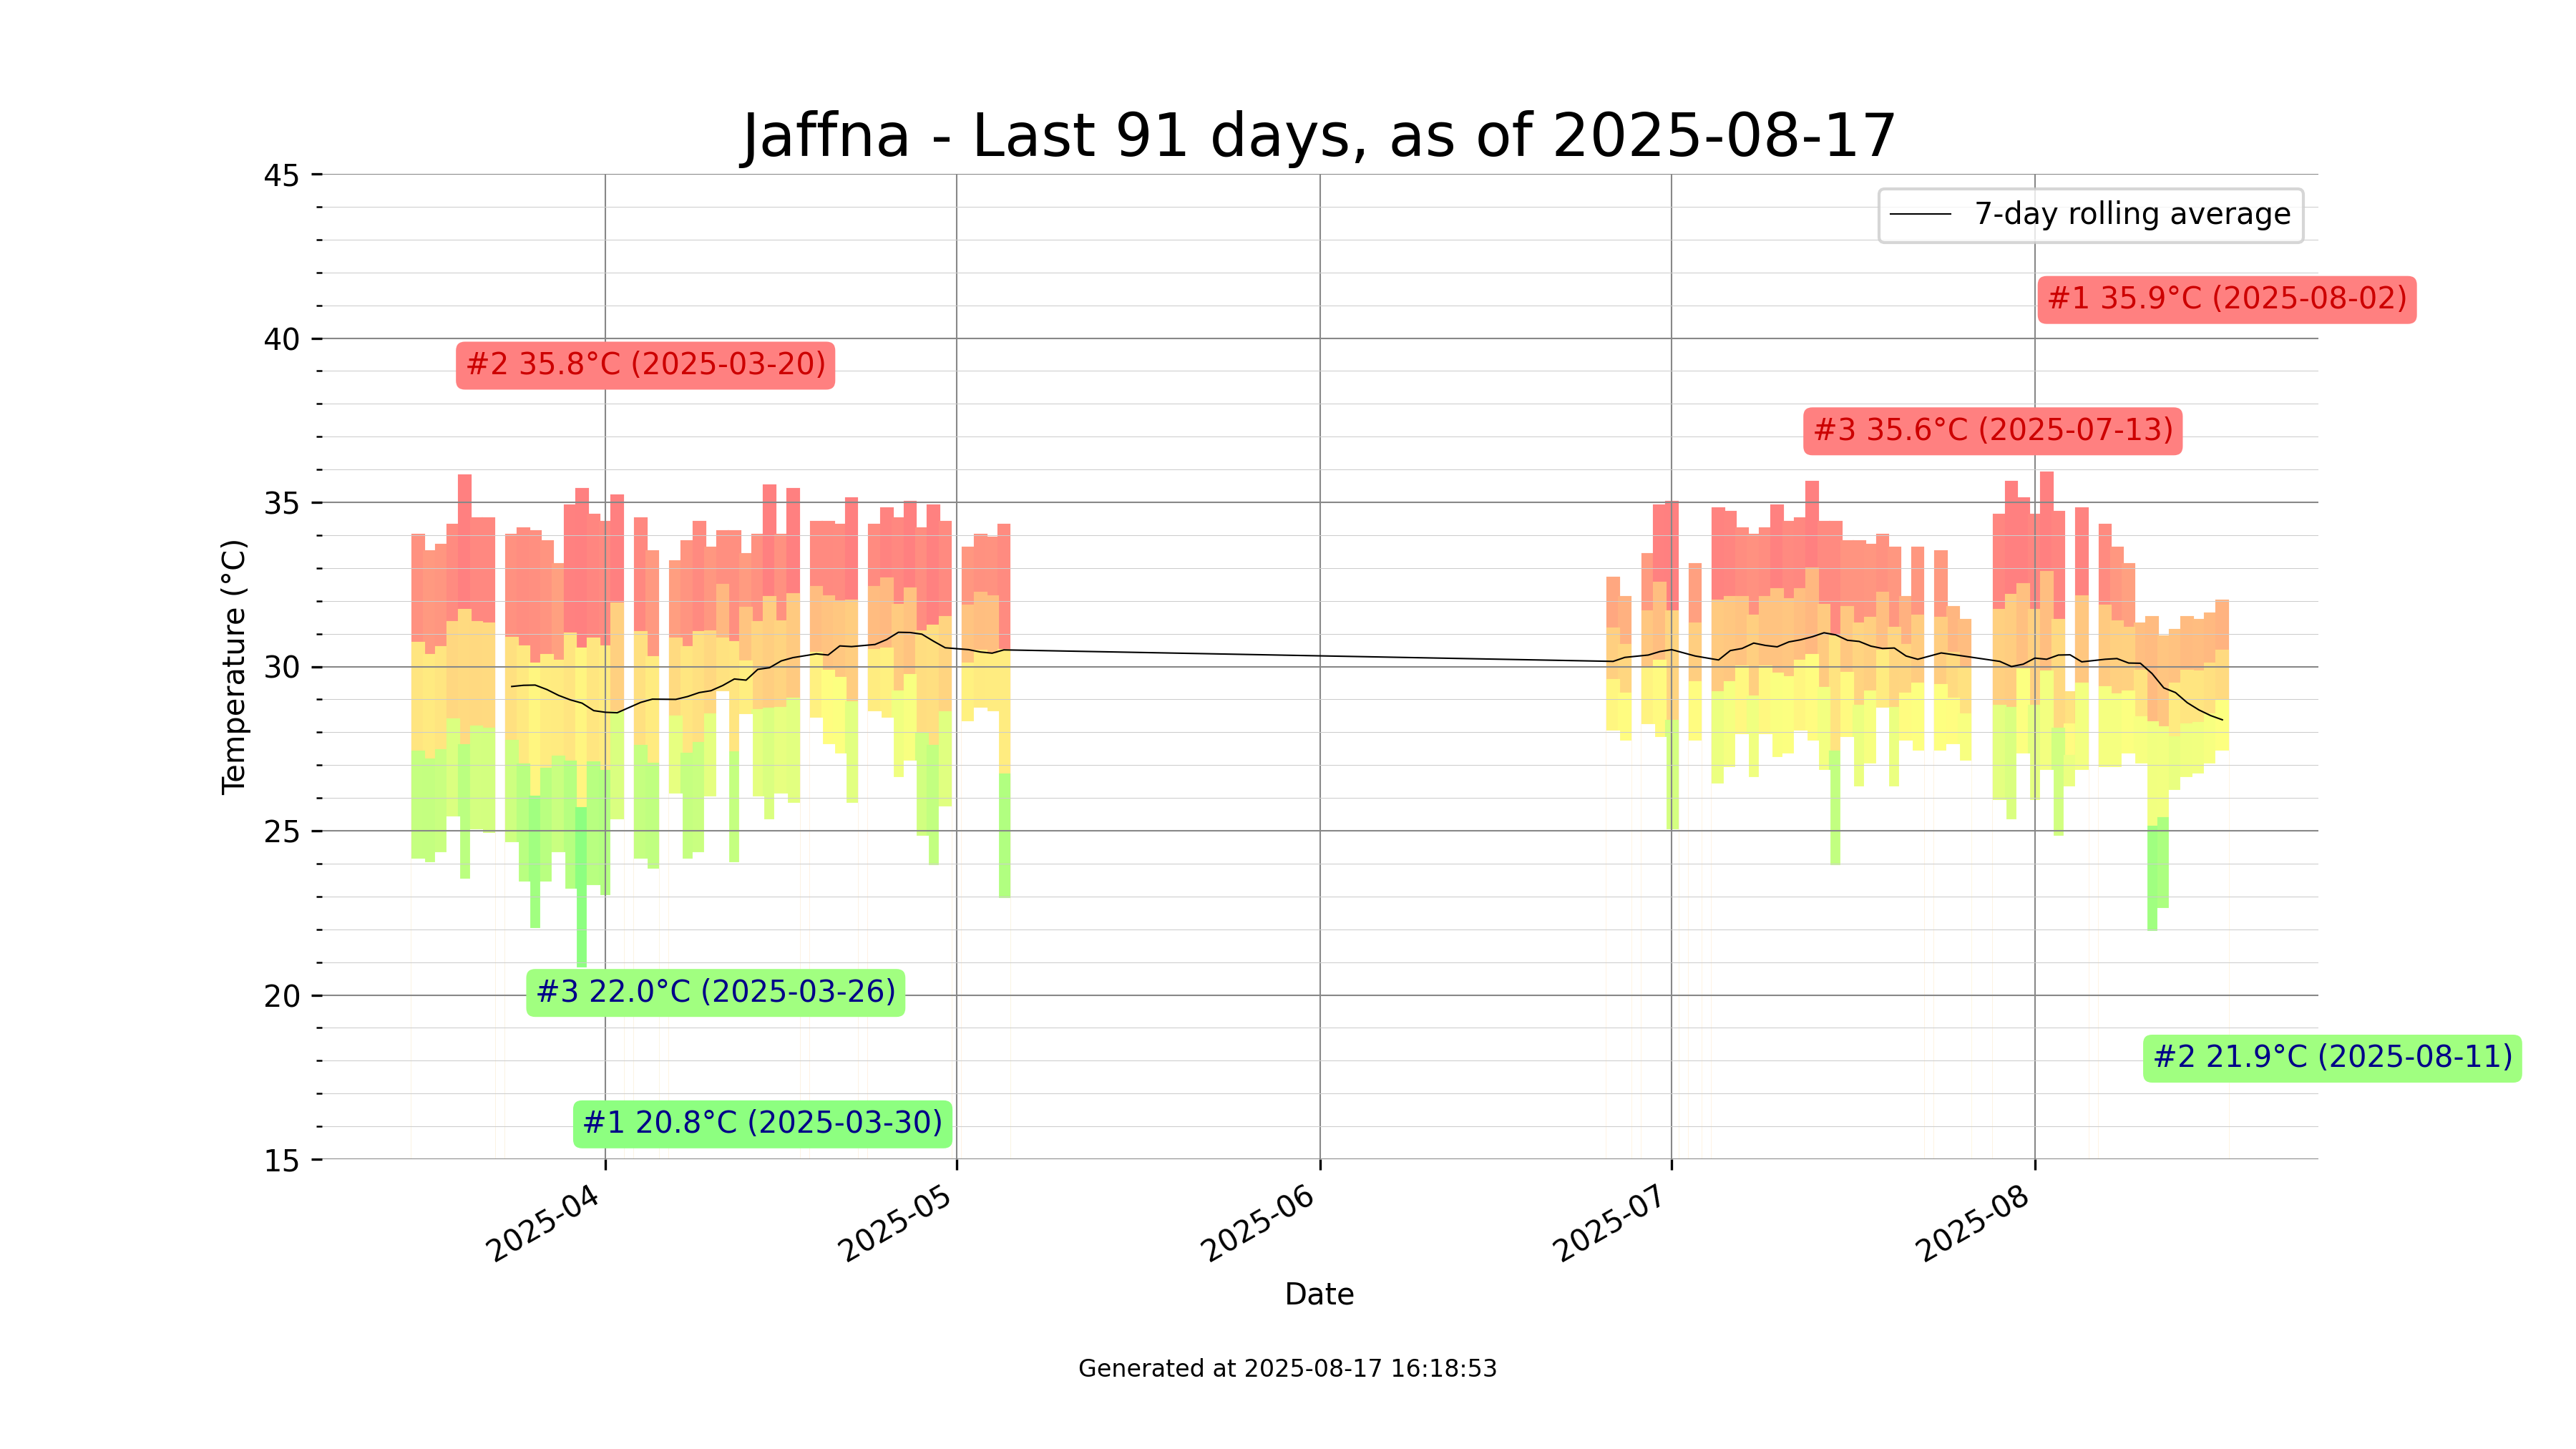 Jaffna - Last 91 days, as of 2025-08-17
45
7-day rolling average
#1 35.9°C (2025-08-02)
40
#2 35.8°C (2025-03-20)
#3 35.6°C (2025-07-13)
35
30
Temperature (°C)
25
20
#3 22.0°C (2025-03-26)
#2 21.9°C (2025-08-11)
#1 20.8°C (2025-03-30)
15
2025-04
2025-05
2025-06
2025-07
2025-08
Date
Generated at 2025-08-17 16:18:53